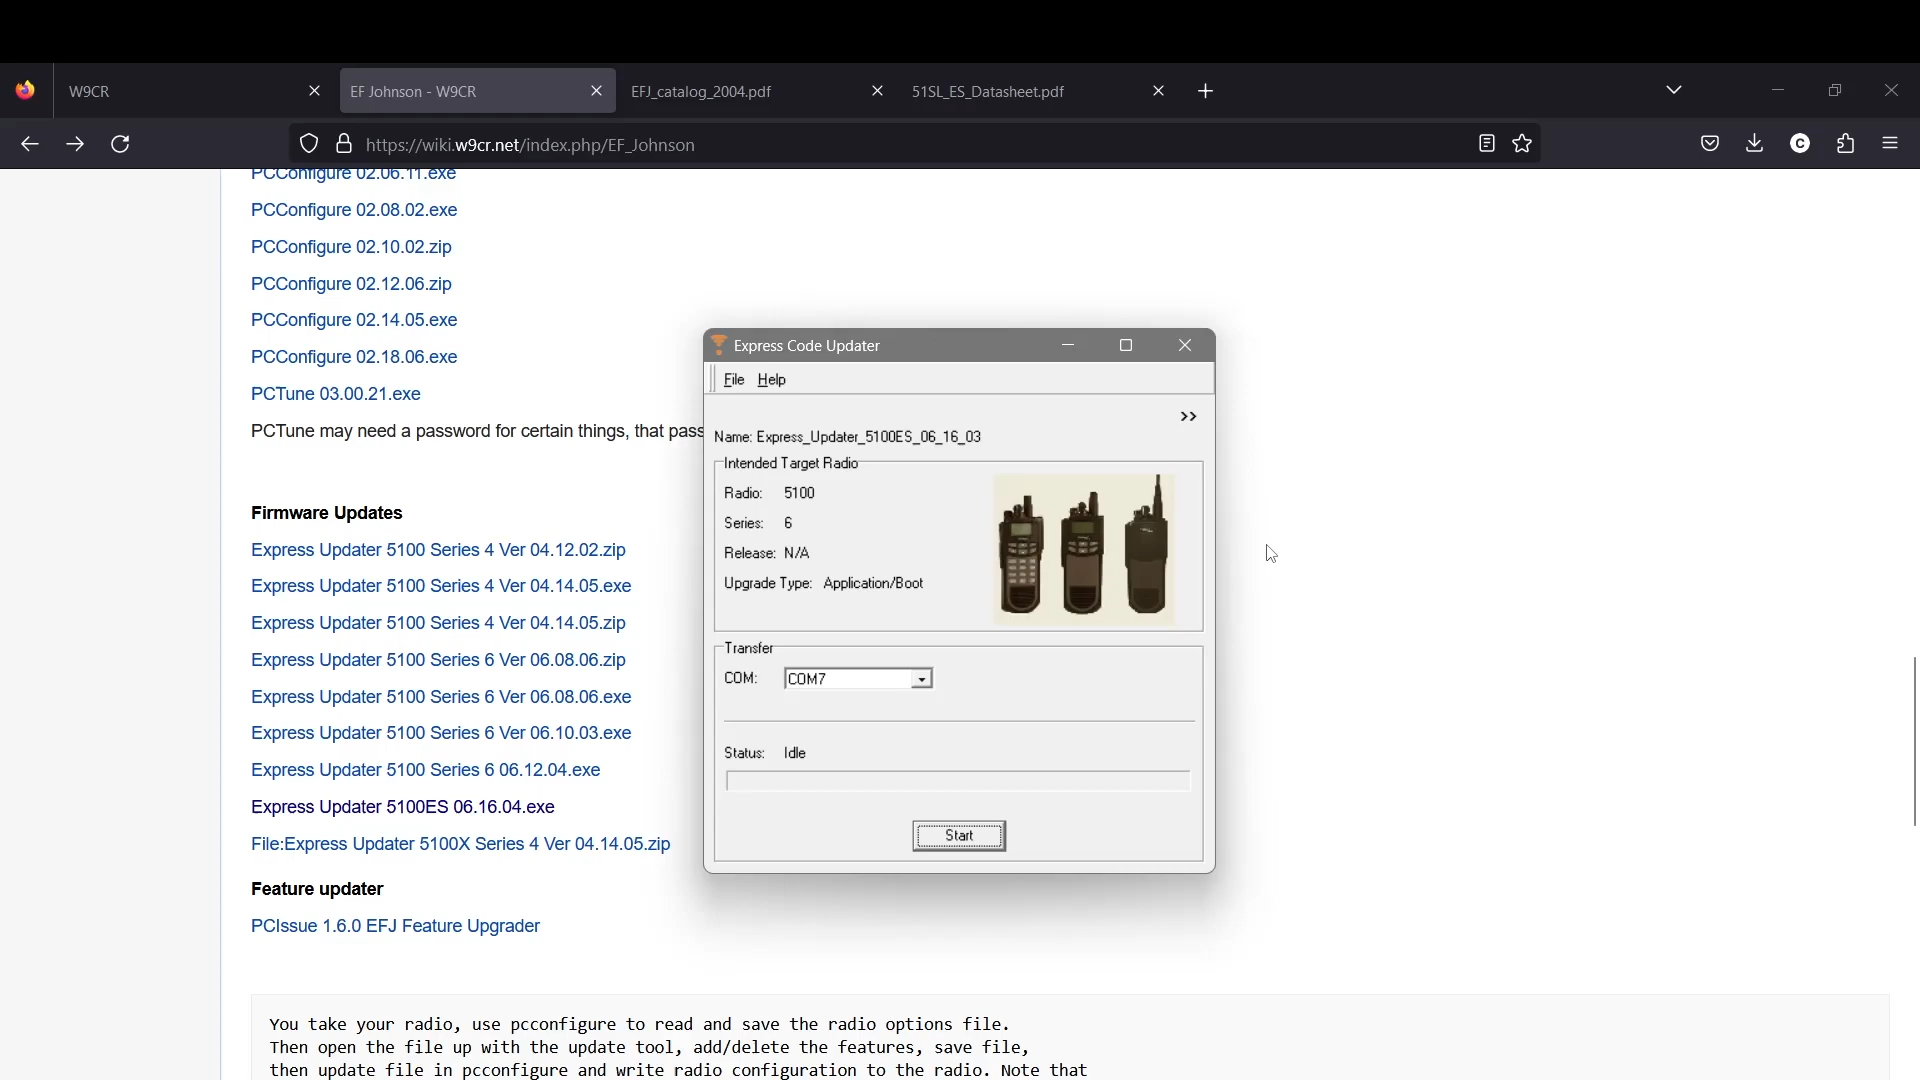 W9CR
EF Johnson - W9CR
EFJ_catalog_2004.pdf
51SL_ES_Datasheet.pdf
https://wiki.w9cr.net/index.php/EF_Johnson
PCConfigure 02.06.11.exe
PCConfigure 02.08.02.exe
PCConfigure 02.10.02.zip
PCConfigure 02.12.06.zip
PCConfigure 02.14.05.exe
PCConfigure 02.18.06.exe
PCTune 03.00.21.exe
PCTune may need a password for certain things, that pass
Firmware Updates
Express Updater 5100 Series 4 Ver 04.12.02.zip
Express Updater 5100 Series 4 Ver 04.14.05.exe
Express Updater 5100 Series 4 Ver 04.14.05.zip
Express Updater 5100 Series 6 Ver 06.08.06.zip
Express Updater 5100 Series 6 Ver 06.08.06.exe
Express Updater 5100 Series 6 Ver 06.10.03.exe
Express Updater 5100 Series 6 06.12.04.exe
Express Updater 5100ES 06.16.04.exe
File:Express Updater 5100X Series 4 Ver 04.14.05.zip
Feature updater
PCIssue 1.6.0 EFJ Feature Upgrader
You take your radio, use pcconfigure to read and save the radio options file.
Then open the file up with the update tool, add/delete the features, save file,
then update file in pcconfigure and write radio configuration to the radio. Note that
Express Code Updater
File Help
>>
Name: Express_Updater_5100ES_06_16_03
Intended Target Radio
Radio: 5100
Series: 6
Release: N/A
Upgrade Type: Application/Boot
Transfer
COM: COM7
Status: Idle
Start